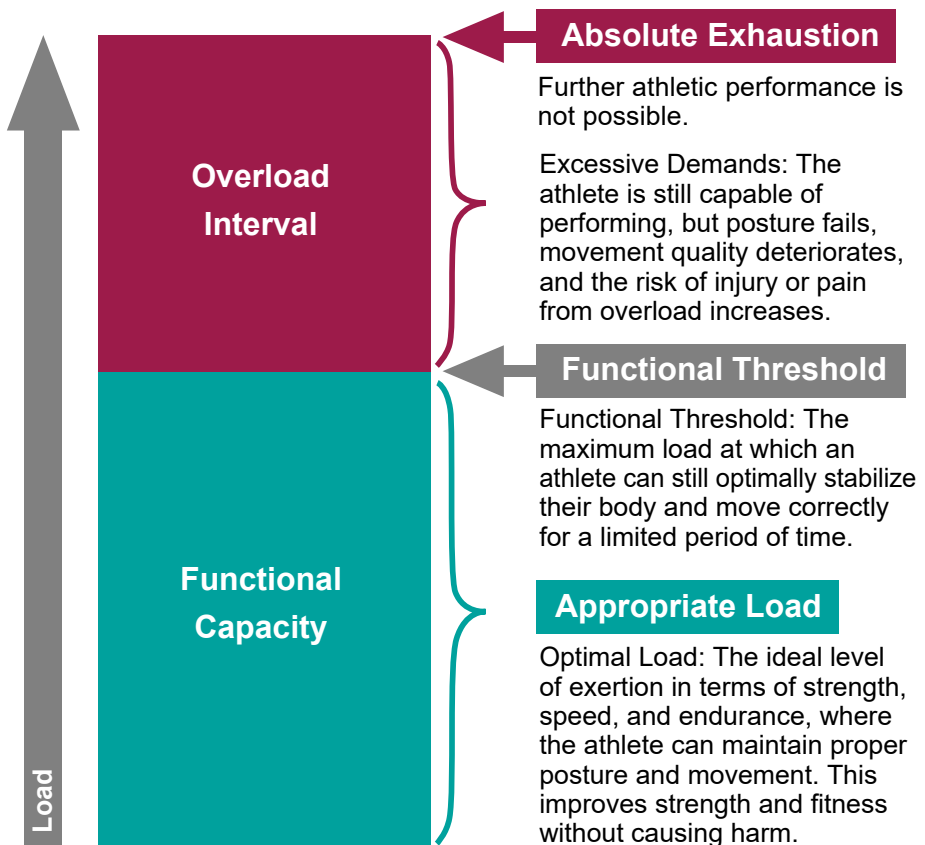 Absolute Exhaustion
Further athletic performance is
not possible.
Overload
Interval
Excessive Demands: The
athlete is still capable of
performing, but posture fails,
movement quality deteriorates,
and the risk of injury or pain
from overload increases.
Functional Threshold
Functional Threshold: The
maximum load at which an
athlete can still optimally stabilize
their body and move correctly
for a limited period of time.
Functional
Capacity
Appropriate Load
Optimal Load: The ideal level
of exertion in terms of strength,
speed, and endurance, where
the athlete can maintain proper
posture and movement. This
improves strength and fitness
without causing harm.
Load